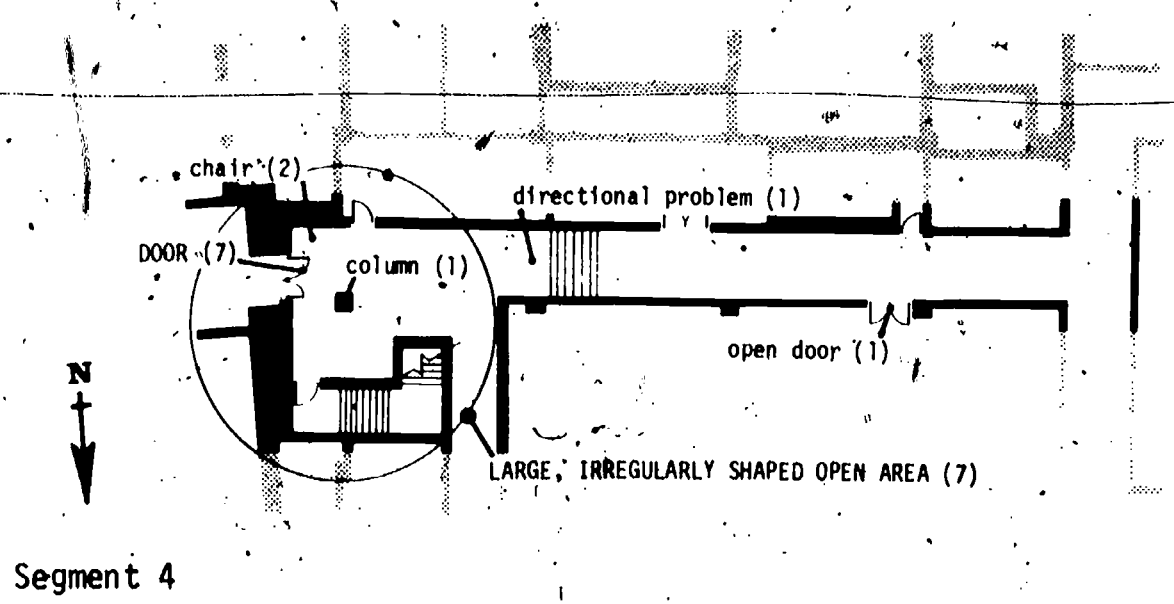 chair (2)
directional problem (1)
DOOR (7)
column (1)
open door (1)
N
LARGE, IRREGULARLY SHAPED OPEN AREA (7)
Segment 4